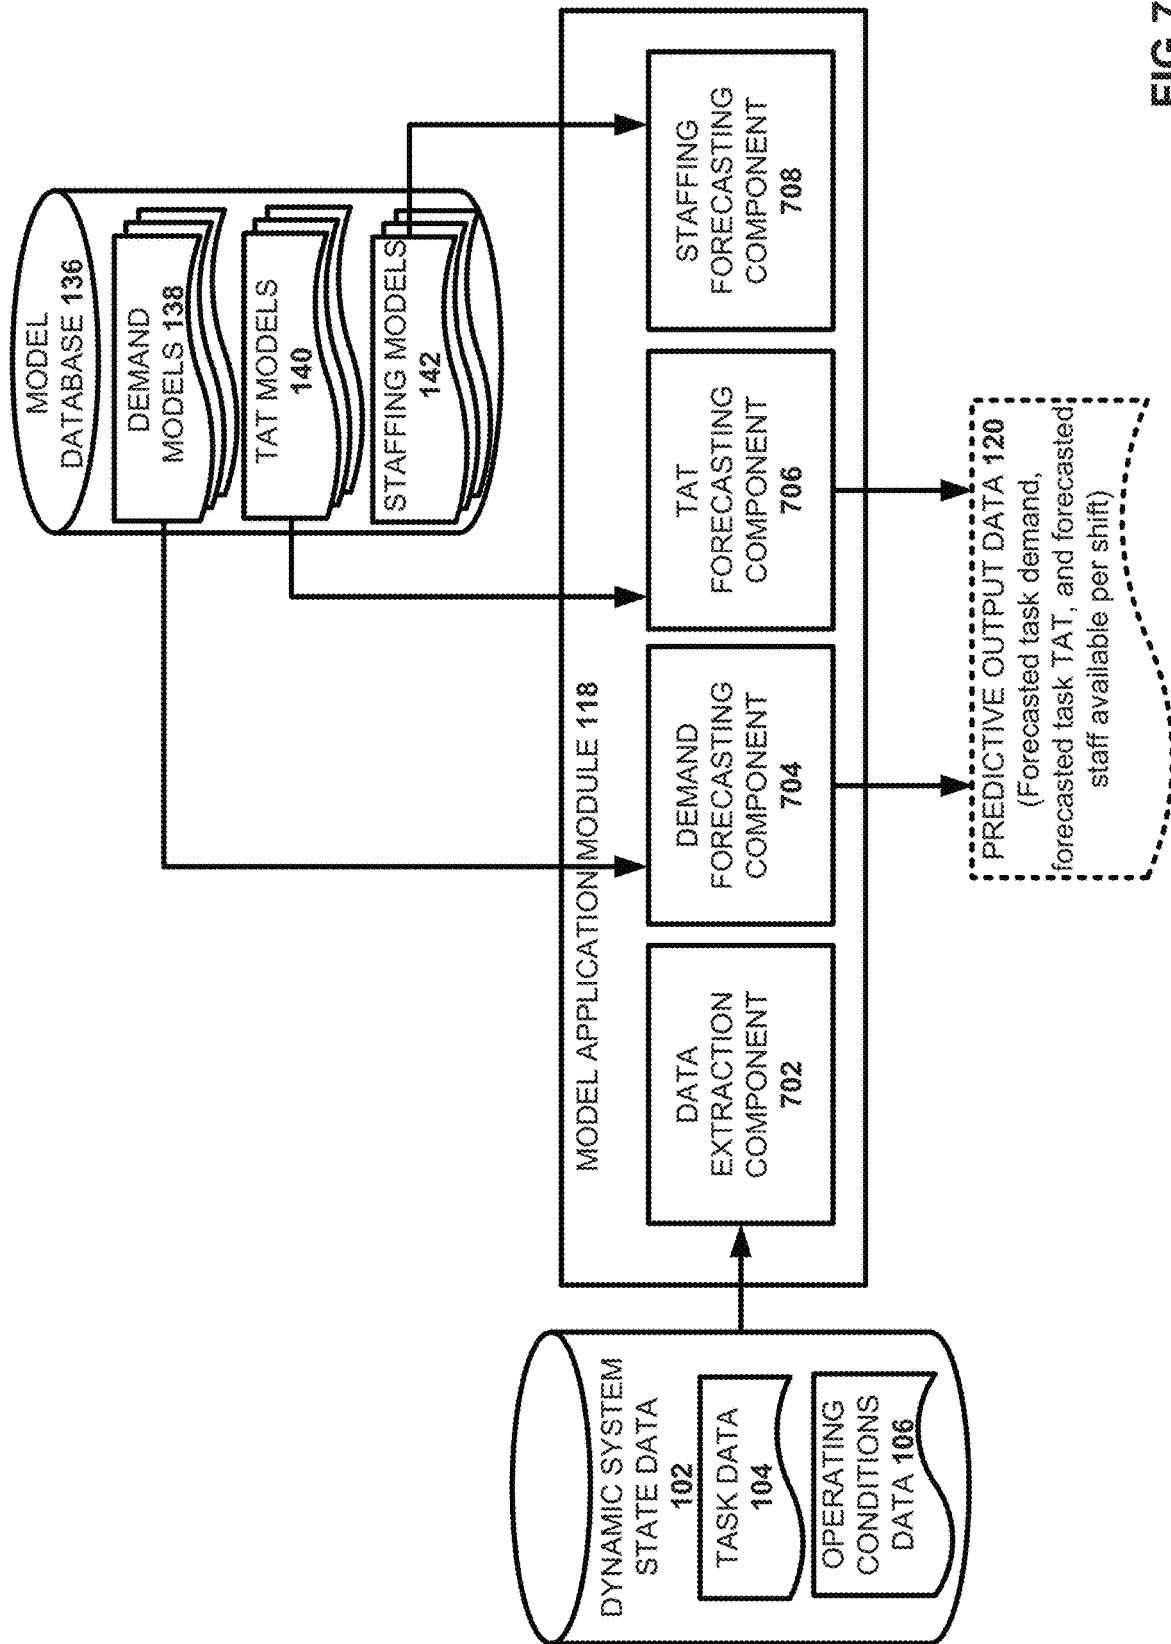 MODEL
DATABASE 136
DEMAND
MODELS 138
TAT MODELS
140
STAFFING MODELS
142
DYNAMIC SYSTEM
STATE DATA
102
TASK DATA
104
OPERATING
CONDITIONS
DATA 106
MODEL APPLICATION MODULE 118
DATA
EXTRACTION
COMPONENT
702
DEMAND
FORECASTING
COMPONENT
704
TAT
FORECASTING
COMPONENT
706
STAFFING
FORECASTING
COMPONENT
708
PREDICTIVE OUTPUT DATA 120
(Forecasted task demand,
forecasted task TAT, and forecasted
staff available per shift)
FIG. 7